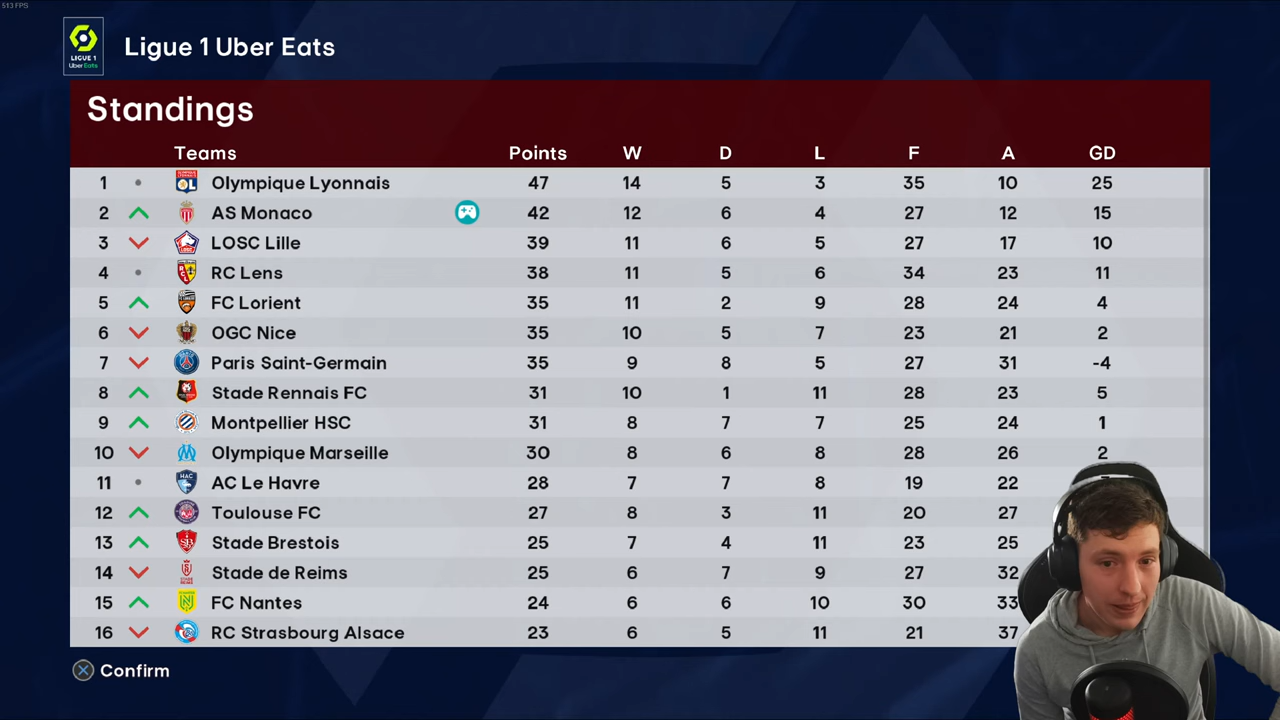 513 FPS
LIGUE 1
Uber Eats
Ligue 1 Uber Eats
Standings
Teams Points W D L F A GD
1 Olympique Lyonnais 47 14 5 3 35 10 25
2 AS Monaco 42 12 6 4 27 12 15
3 LOSC Lille 39 11 6 5 27 17 10
4 RC Lens 38 11 5 6 34 23 11
5 FC Lorient 35 11 2 9 28 24 4
6 OGC Nice 35 10 5 7 23 21 2
7 Paris Saint-Germain 35 9 8 5 27 31 -4
8 Stade Rennais FC 31 10 1 11 28 23 5
9 Montpellier HSC 31 8 7 7 25 24 1
10 Olympique Marseille 30 8 6 8 28 26 2
11 AC Le Havre 28 7 7 8 19 22
12 Toulouse FC 27 8 3 11 20 27
13 Stade Brestois 25 7 4 11 23 25
14 Stade de Reims 25 6 7 9 27 32
15 FC Nantes 24 6 6 10 30 33
16 RC Strasbourg Alsace 23 6 5 11 21 37
Confirm